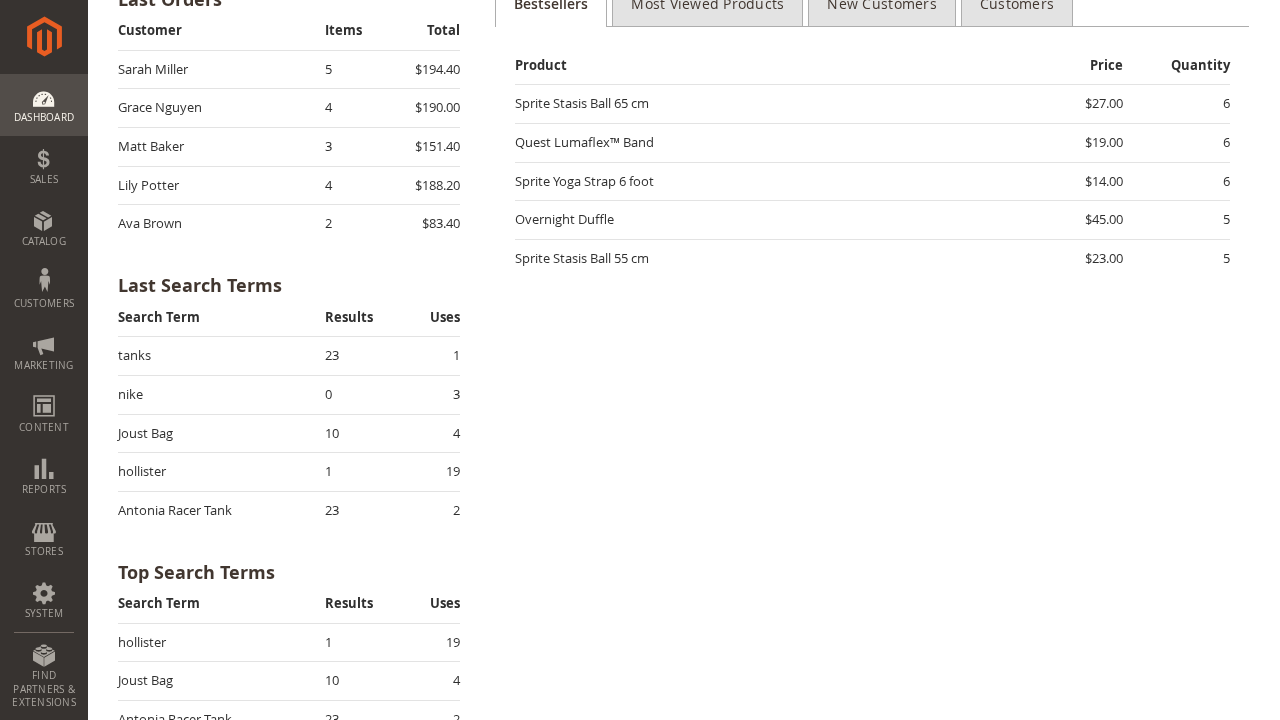 DASHBOARD
SALES
CATALOG
CUSTOMERS
MARKETING
CONTENT
REPORTS
STORES
SYSTEM
FIND
PARTNERS &
EXTENSIONS
Last Orders
Customer Items Total
Sarah Miller 5 $194.40
Grace Nguyen 4 $190.00
Matt Baker 3 $151.40
Lily Potter 4 $188.20
Ava Brown 2 $83.40
Last Search Terms
Search Term Results Uses
tanks 23 1
nike 0 3
Joust Bag 10 4
hollister 1 19
Antonia Racer Tank 23 2
Top Search Terms
Search Term Results Uses
hollister 1 19
Joust Bag 10 4
Antonia Racer Tank 23 2
Bestsellers Most Viewed Products New Customers Customers
Product Price Quantity
Sprite Stasis Ball 65 cm $27.00 6
Quest Lumaflex™ Band $19.00 6
Sprite Yoga Strap 6 foot $14.00 6
Overnight Duffle $45.00 5
Sprite Stasis Ball 55 cm $23.00 5